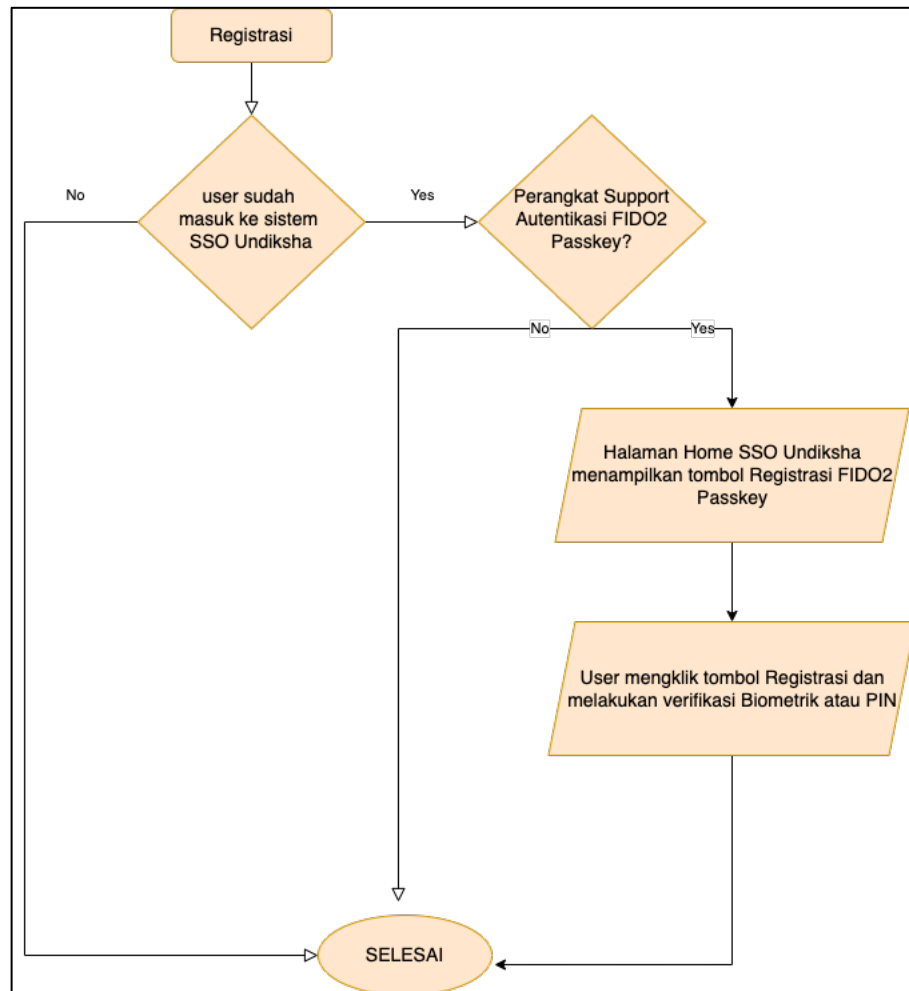 Registrasi
No
user sudah
masuk ke sistem
SSO Undiksha
Yes
Perangkat Support
Autentikasi FIDO2
Passkey?
No
Yes
Halaman Home SSO Undiksha
menampilkan tombol Registrasi FIDO2
Passkey
User mengklik tombol Registrasi dan
melakukan verifikasi Biometrik atau PIN
SELESAI